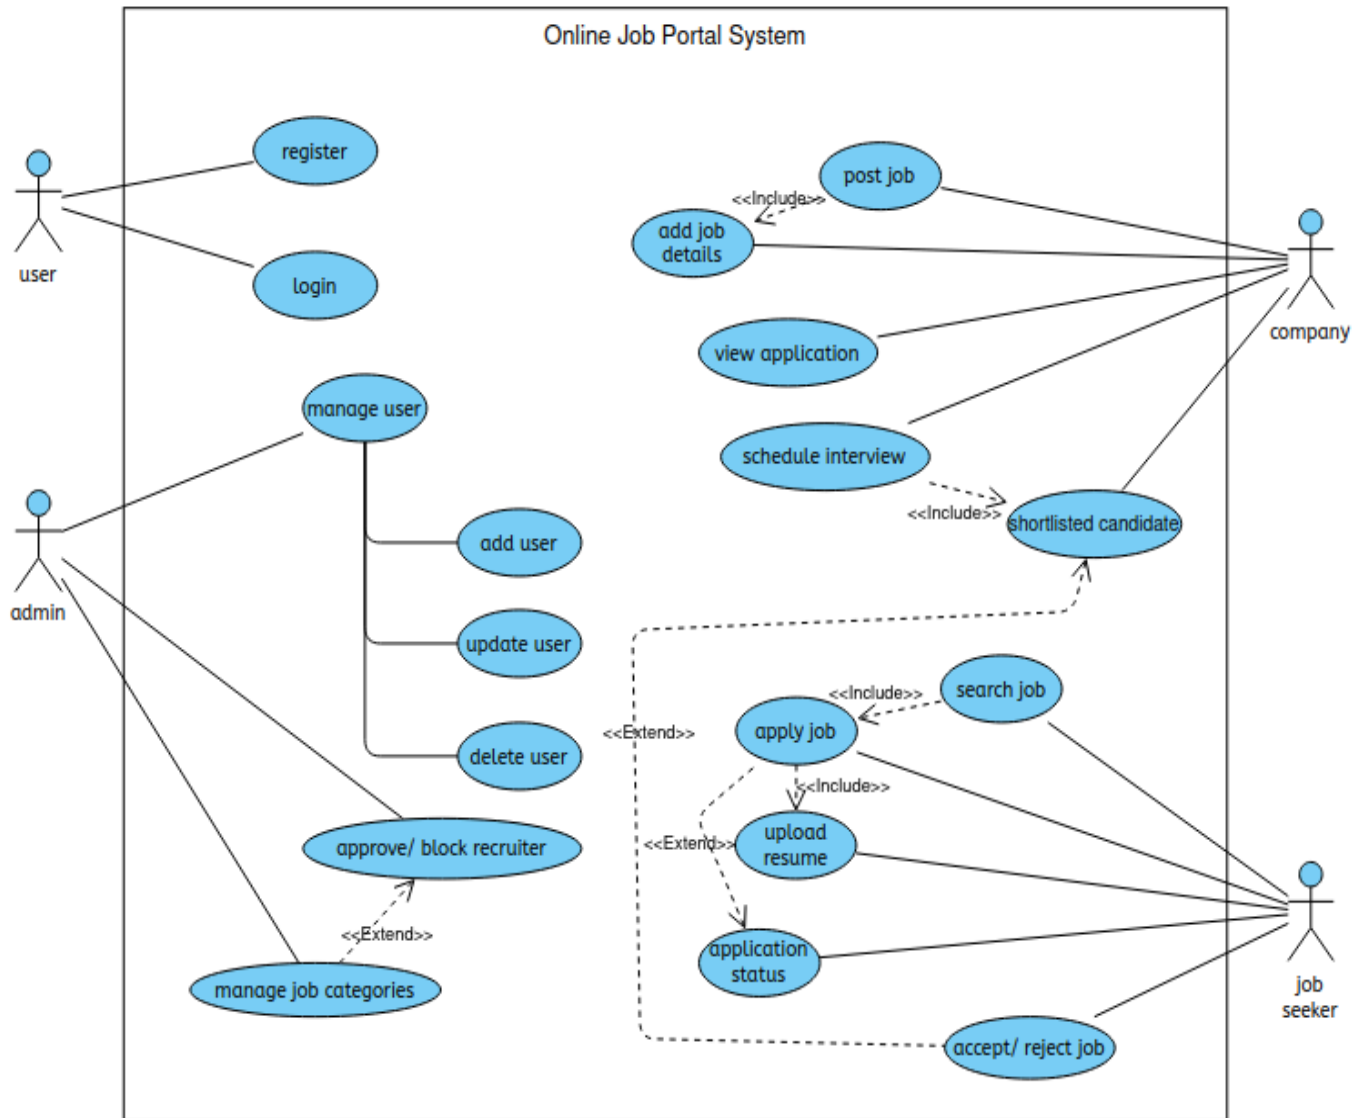 Online Job Portal System
register
post job
<<Include>>
add job
details
user
login
company
view application
manage user
schedule interview
<<Include>>
shortlisted candidate
add user
admin
update user
search job
<<Include>>
apply job
<<Extend>>
delete user
<<Include>>
upload
resume
<<Extend>>
approve/ block recruiter
<<Extend>>
application
status
manage job categories
job
seeker
accept/ reject job